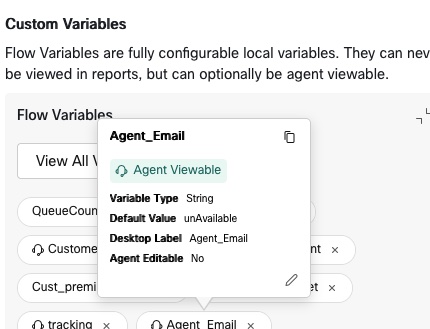 Custom Variables
Flow Variables are fully configurable local variables. They can nev
be viewed in reports, but can optionally be agent viewable.
Flow Variables
Agent_Email
View All V
Agent Viewable
Variable Type String
QueueCoun
Default Value unAvailable
Desktop Label Agent_Email
Custome
nt ×
Agent Editable No
Cust_premi
et ×
tracking ×
Agent_Email ×